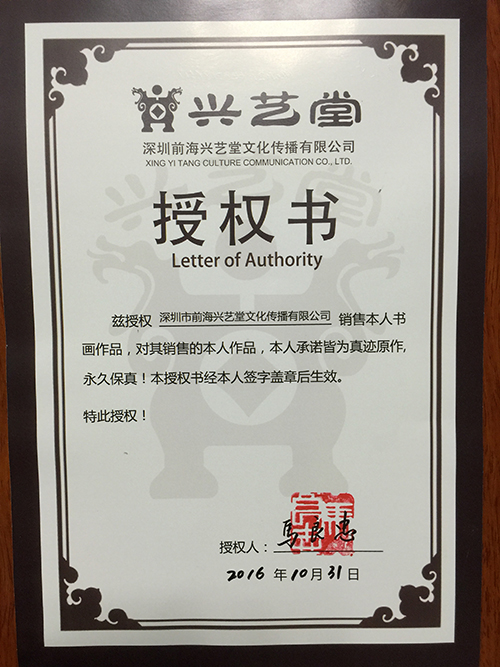 兴艺堂
深圳前海兴艺堂文化传播有限公司
XING YI TANG CULTURE COMMUNICATION CO., LTD.
授权书
Letter of Authority
兹授权 深圳市前海兴艺堂文化传播有限公司 销售本人书
画作品，对其销售的本人作品，本人承诺皆为真迹原作，
永久保真！本授权书经本人签字盖章后生效。
特此授权！
授权人：马良惠
2016 年 10 月 31 日